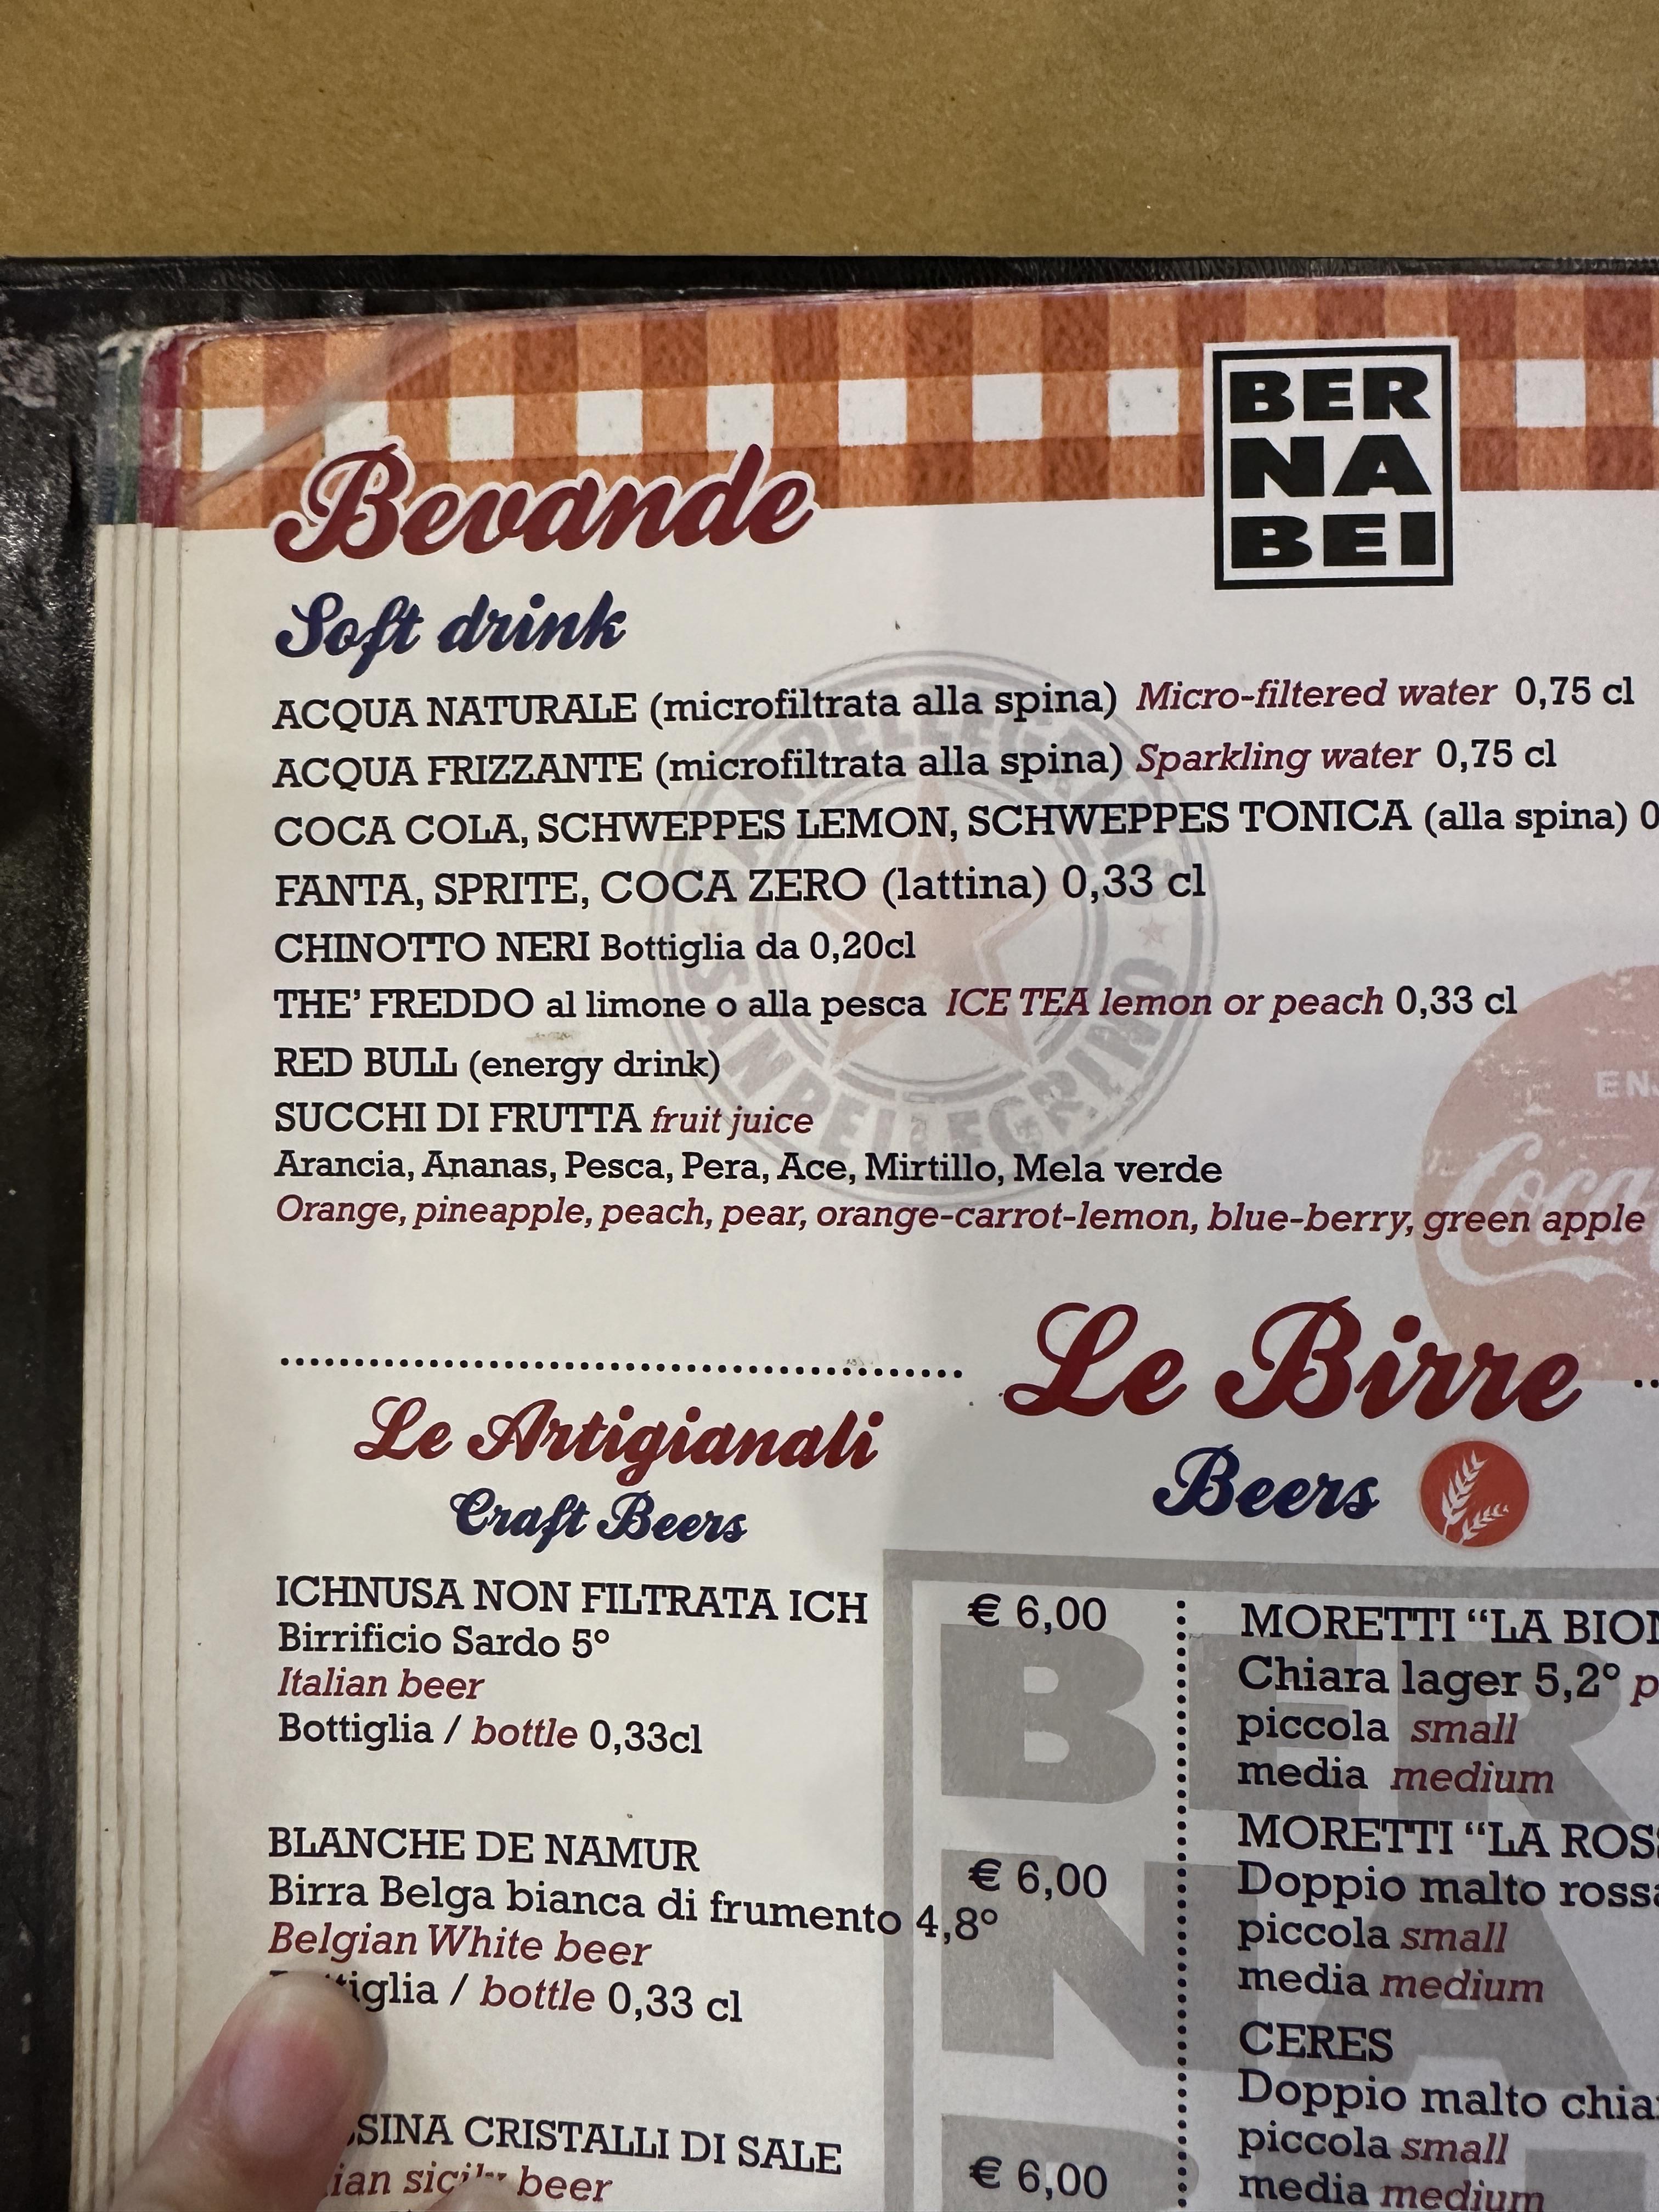 BER
NA
BEI
Bevande
Soft drink
ACQUA NATURALE (microfiltrata alla spina) Micro-filtered water 0,75 cl
ACQUA FRIZZANTE (microfiltrata alla spina) Sparkling water 0,75 cl
COCA COLA, SCHWEPPES LEMON, SCHWEPPES TONICA (alla spina) 0
FANTA, SPRITE, COCA ZERO (lattina) 0,33 cl
CHINOTTO NERI Bottiglia da 0,20cl
THE’ FREDDO al limone o alla pesca ICE TEA lemon or peach 0,33 cl
RED BULL (energy drink)
SUCCHI DI FRUTTA fruit juice
Arancia, Ananas, Pesca, Pera, Ace, Mirtillo, Mela verde
Orange, pineapple, peach, pear, orange-carrot-lemon, blue-berry, green apple
SANPELLEGRINO
Coca
Le Birre
Beers
Le Artigianali
Craft Beers
ICHNUSA NON FILTRATA ICH € 6,00
Birrificio Sardo 5°
Italian beer
Bottiglia / bottle 0,33cl
BLANCHE DE NAMUR € 6,00
Birra Belga bianca di frumento 4,8°
Belgian White beer
/ bottle 0,33 cl
CRISTALLI DI SALE € 6,00
beer
MORETTI “LA
Chiara lager 5,2°
piccola small
media medium
MORETTI “LA
Doppio malto
piccola small
media medium
CERES
Doppio malto
piccola small
media medium
BER
NA